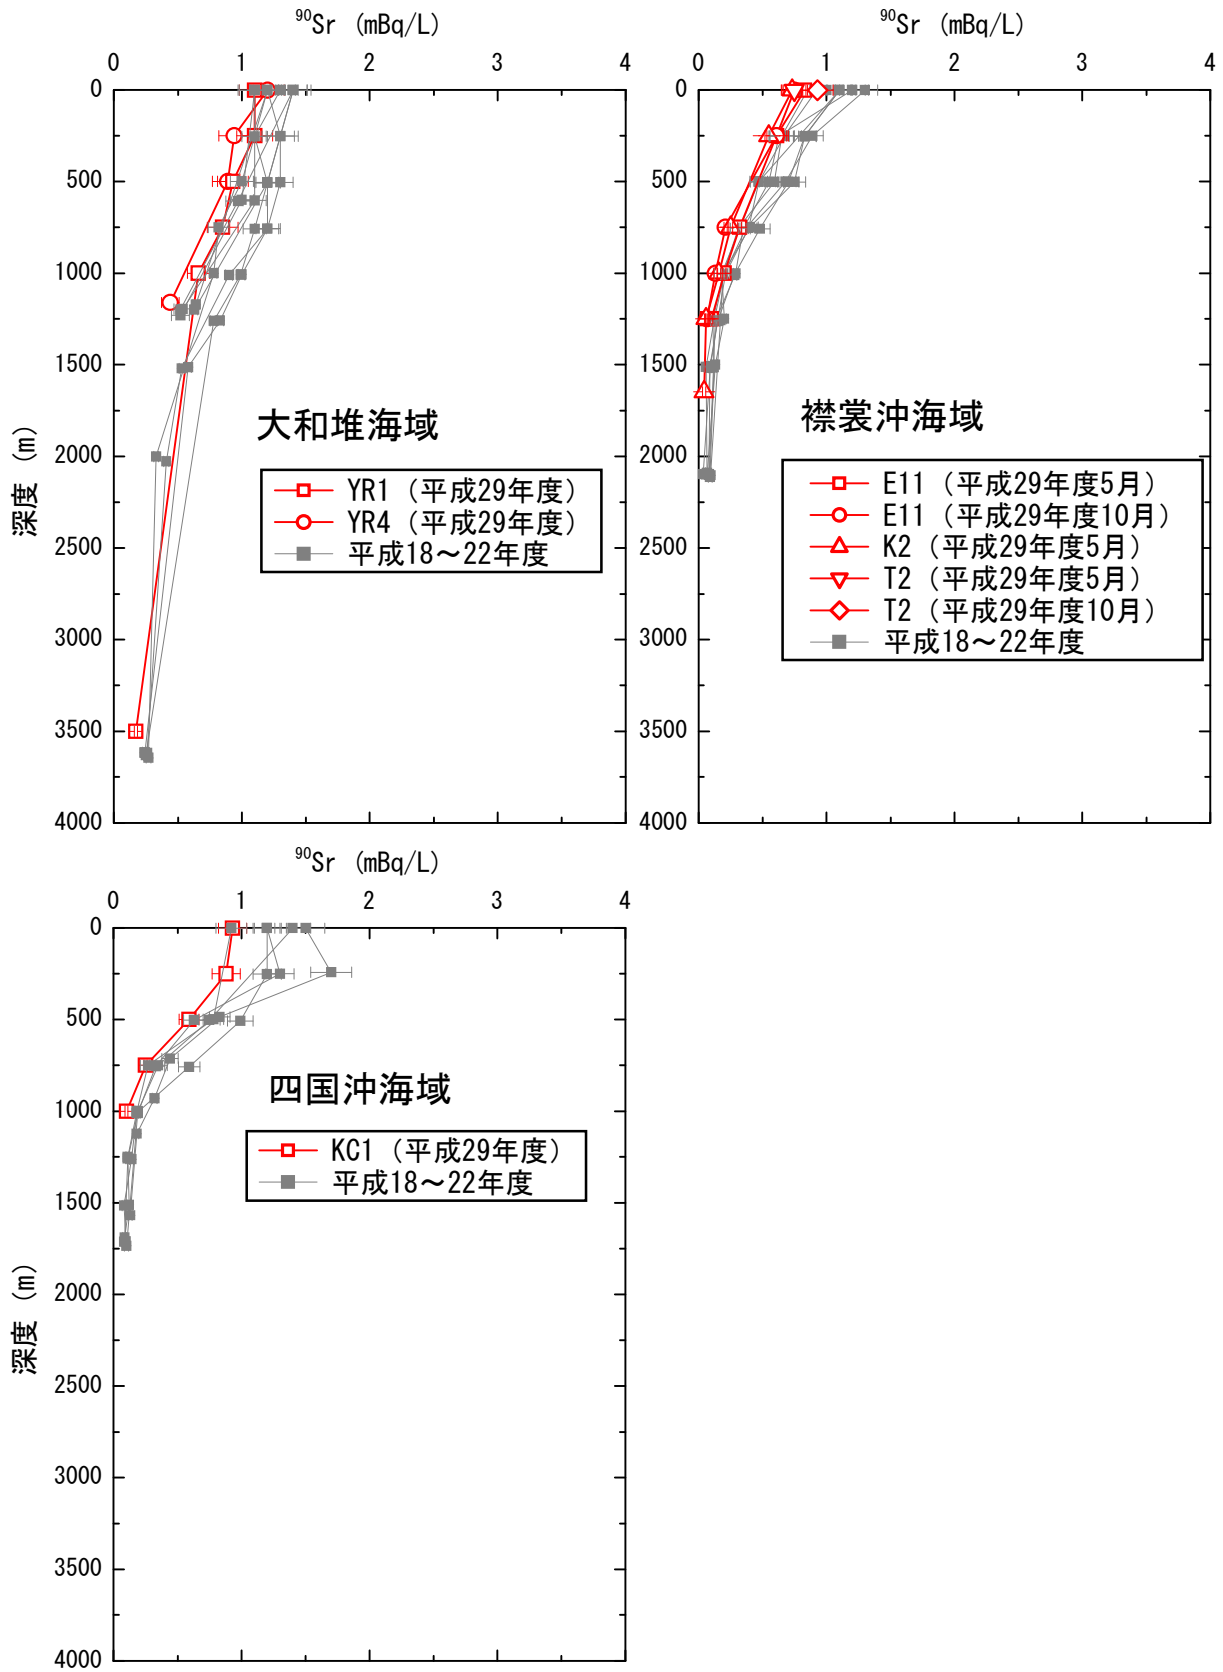 90Sr (mBq/L)
0 1 2 3 4
0
500
1000
1500
2000
2500
3000
3500
4000
深度 (m)
大和堆海域
YR1 (平成29年度)
YR4 (平成29年度)
平成18～22年度
90Sr (mBq/L)
0 1 2 3 4
0
500
1000
1500
2000
2500
3000
3500
4000
襟裳沖海域
E11 (平成29年度5月)
E11 (平成29年度10月)
K2 (平成29年度5月)
T2 (平成29年度5月)
T2 (平成29年度10月)
平成18～22年度
90Sr (mBq/L)
0 1 2 3 4
0
500
1000
1500
2000
2500
3000
3500
4000
深度 (m)
四国沖海域
KC1 (平成29年度)
平成18～22年度